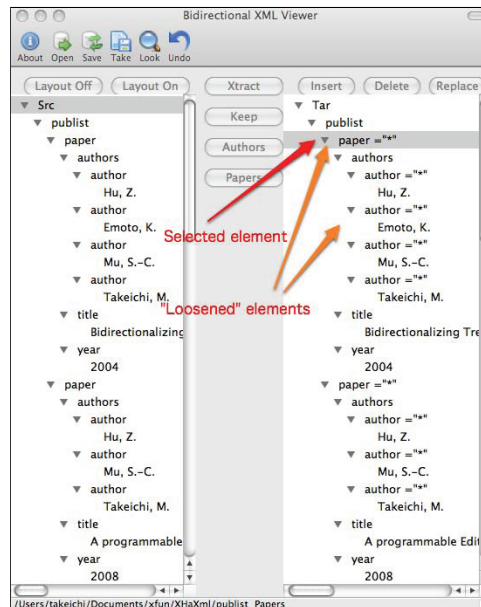 Bidirectional XML Viewer
About Open Save Take Look Undo
Layout Off Layout On Xtract Insert Delete Replace
Keep
Authors
Papers
Src
publist
paper
authors
author
Hu, Z.
author
Emoto, K.
author
Mu, S.-C.
author
Takeichi, M.
title
Bidirectionalizing
year
2004
paper
authors
author
Hu, Z.
author
Mu, S.-C.
author
Takeichi, M.
title
A programmable
year
2008
Selected element
"Loosened" elements
Tar
publist
paper ="*"
authors
author ="*"
Hu, Z.
author ="*"
Emoto, K.
author ="*"
Mu, S.-C.
author ="*"
Takeichi, M.
title
Bidirectionalizing Tre
year
2004
paper ="*"
authors
author ="*"
Hu, Z.
author ="*"
Mu, S.-C.
author ="*"
Takeichi, M.
title
A programmable Edit
year
2008
/Users/takeichi/Documents/xfun/XHaXml/publist_Papers